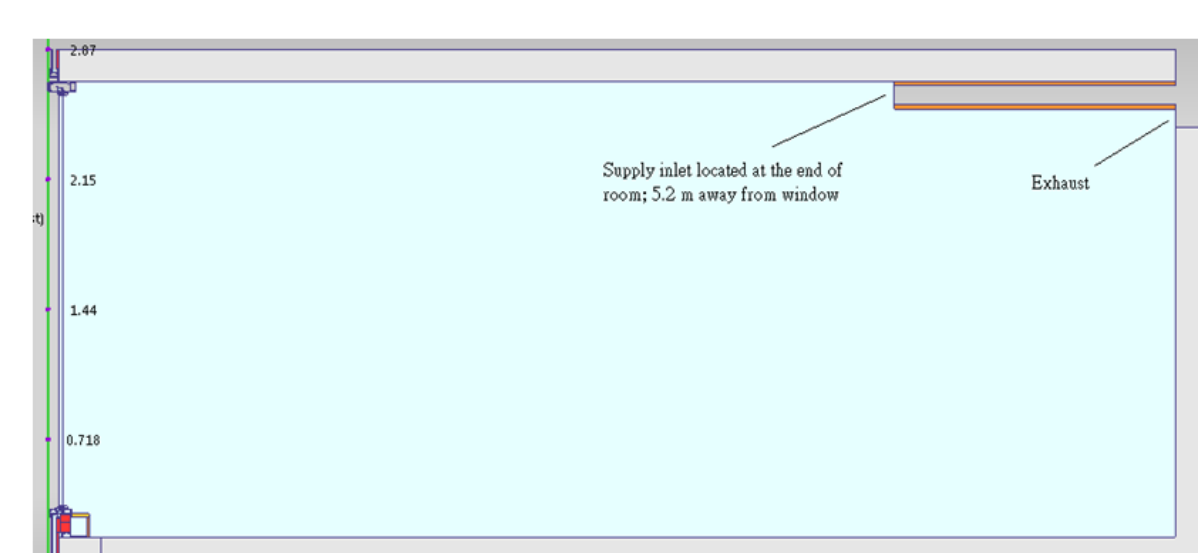 2.87
2.15
st)
1.44
0.718
Supply inlet located at the end of
room; 5.2 m away from window
Exhaust